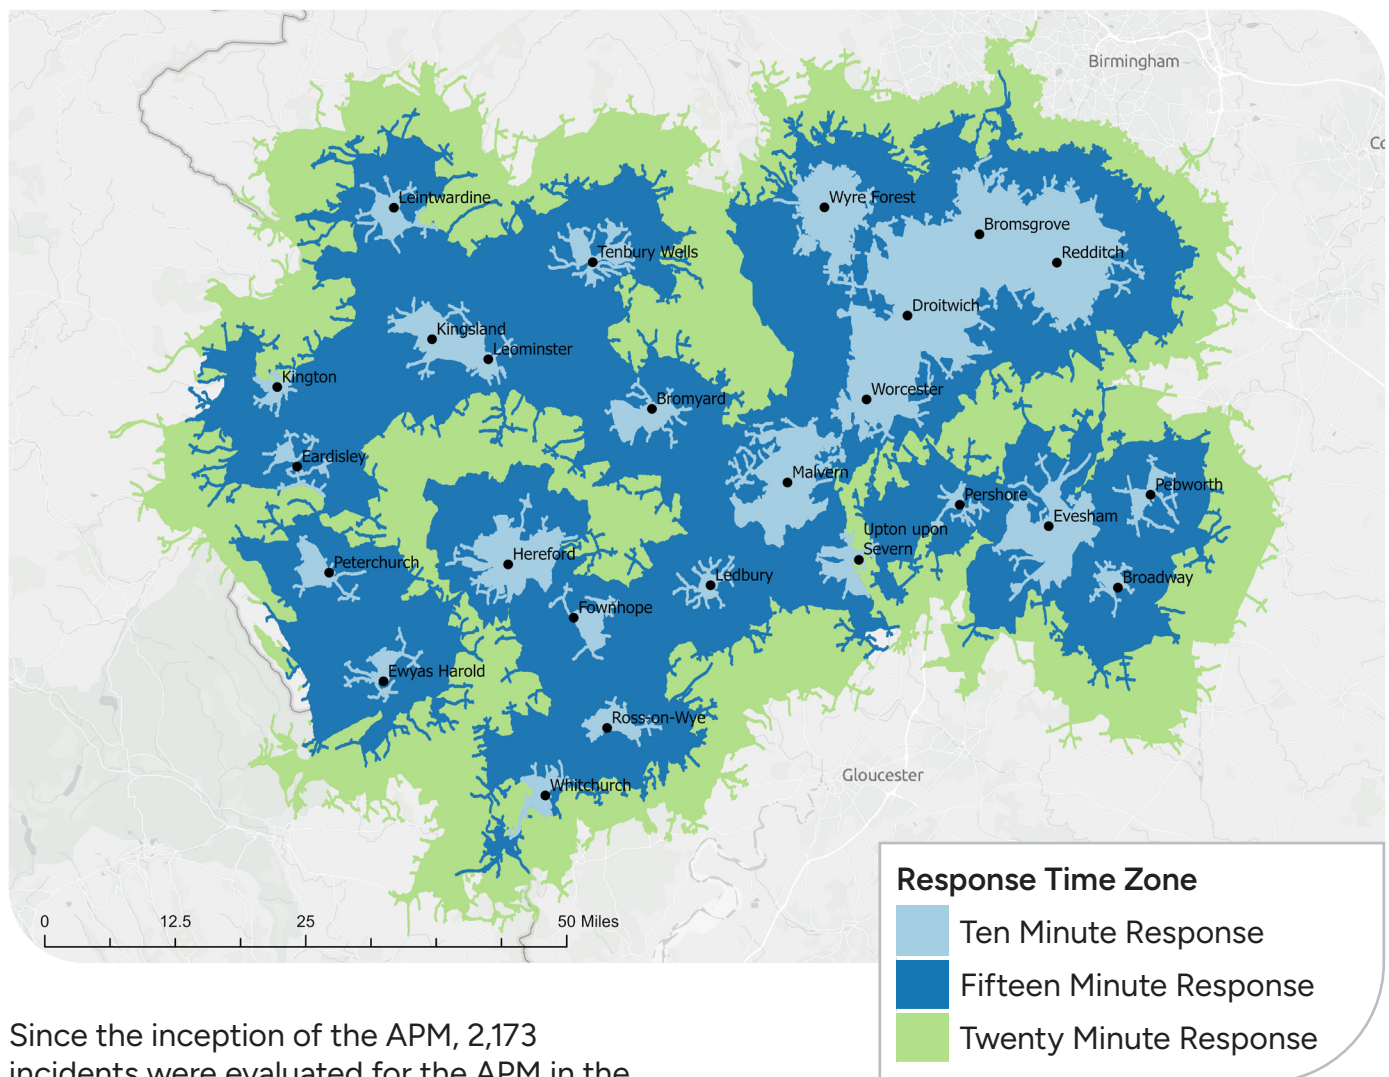 Birmingham
Co
Leintwardine
Wyre Forest
Bromsgrove
Tenbury Wells
Redditch
Droitwich
Kingsland
Leominster
Kington
Worcester
Bromyard
Eardisley
Malvern
Pebworth
Pershore
Evesham
Upton upon
Severn
Hereford
Peterchurch
Ledbury
Broadway
Fownhope
Ewyas Harold
Ross-on-Wye
Gloucester
Whitchurch
0 12.5 25 50 Miles
Response Time Zone
Ten Minute Response
Fifteen Minute Response
Twenty Minute Response
Since the inception of the APM, 2,173
incidents were evaluated for the APM in the